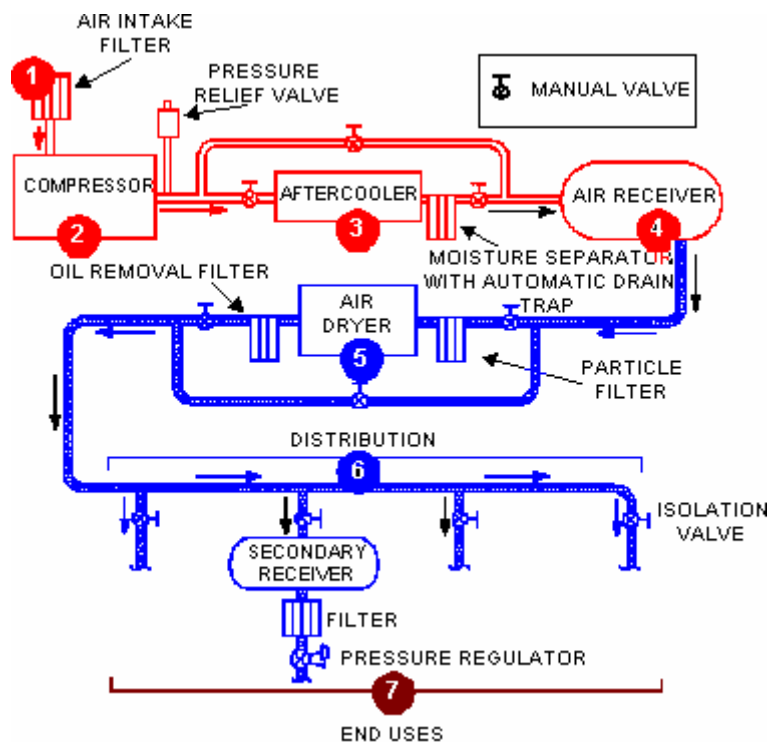 AIR INTAKE
FILTER
1
PRESSURE
RELIEF VALVE
MANUAL VALVE
COMPRESSOR
2
AFTERCOOLER
3
AIR RECEIVER
4
MOISTURE SEPARATOR
WITH AUTOMATIC DRAIN
TRAP
OIL REMOVAL FILTER
AIR
DRYER
5
PARTICLE
FILTER
DISTRIBUTION
6
ISOLATION
VALVE
SECONDARY
RECEIVER
FILTER
PRESSURE REGULATOR
7
END USES